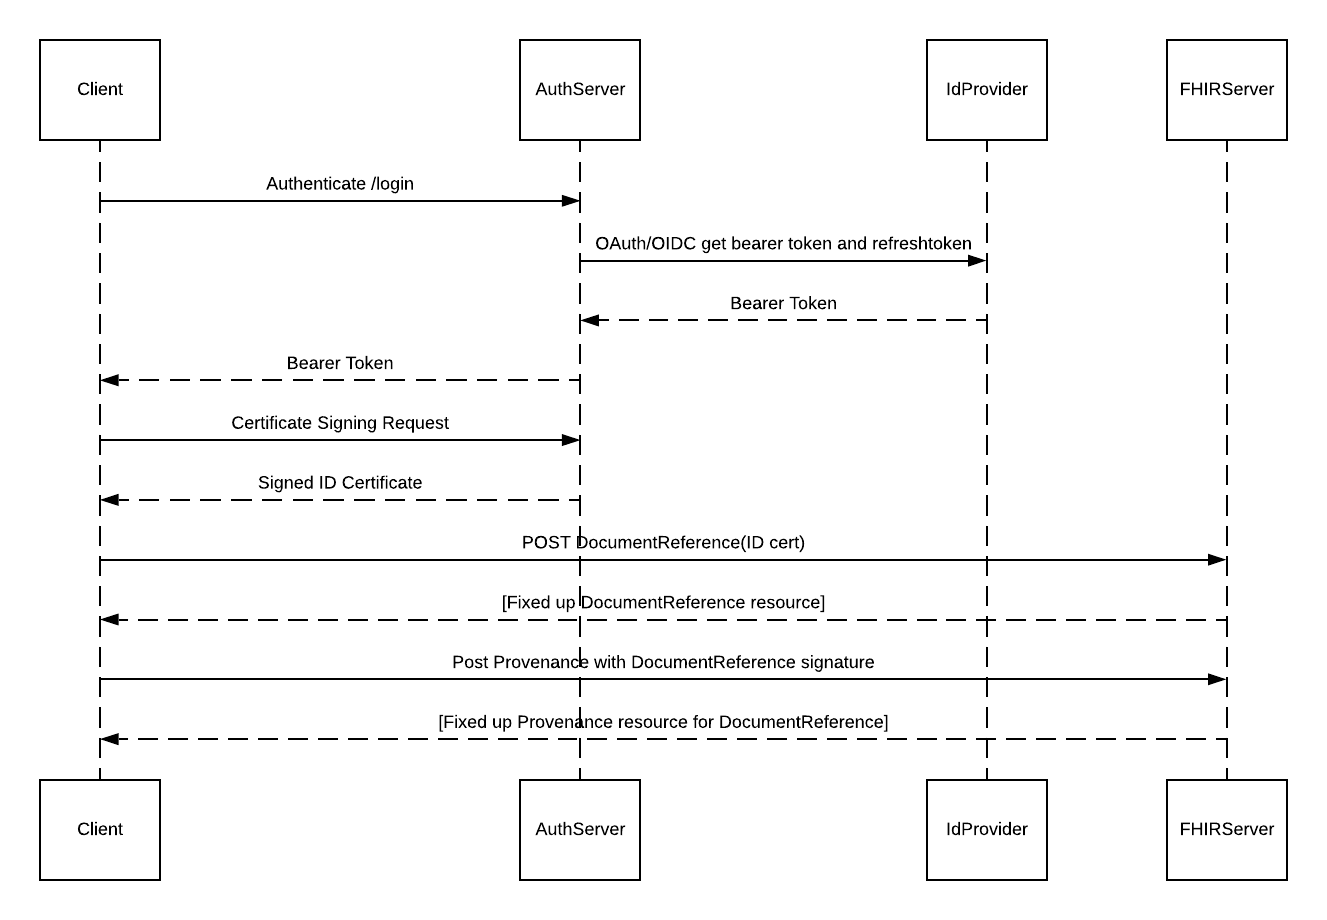 Client
AuthServer
IdProvider
FHIRServer
Authenticate /login
OAuth/OIDC get bearer token and refreshtoken
Bearer Token
Bearer Token
Certificate Signing Request
Signed ID Certificate
POST DocumentReference(ID cert)
[Fixed up DocumentReference resource]
Post Provenance with DocumentReference signature
[Fixed up Provenance resource for DocumentReference]
Client
AuthServer
IdProvider
FHIRServer